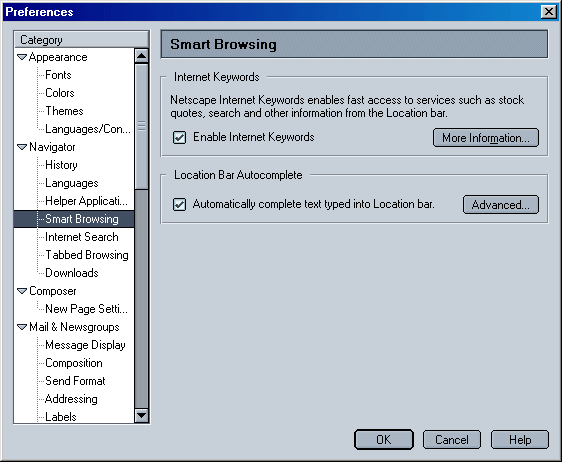 Preferences
Category
Appearance
Fonts
Colors
Themes
Languages/Con...
Navigator
History
Languages
Helper Applicati...
Smart Browsing
Internet Search
Tabbed Browsing
Downloads
Composer
New Page Setti...
Mail & Newsgroups
Message Display
Composition
Send Format
Addressing
Labels
Smart Browsing
Internet Keywords
Netscape Internet Keywords enables fast access to services such as stock
quotes, search and other information from the Location bar.
Enable Internet Keywords
More Information...
Location Bar Autocomplete
Automatically complete text typed into Location bar.
Advanced...
OK
Cancel
Help